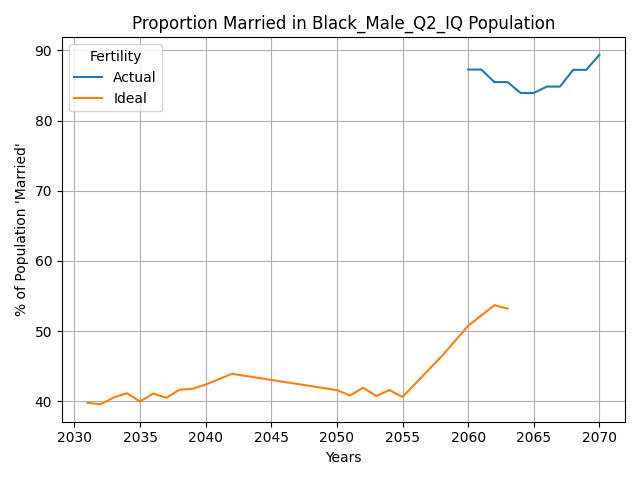 Proportion Married in Black_Male_Q2_IQ Population
Fertility
Actual
Ideal
% of Population 'Married'
90
80
70
60
50
40
2030 2035 2040 2045 2050 2055 2060 2065 2070
Years